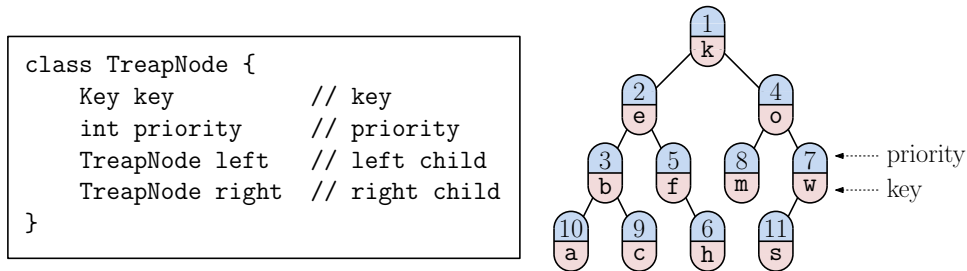 class TreapNode {
Key key // key
int priority // priority
TreapNode left // left child
TreapNode right // right child
}
1
k
2 4
e o
3 5 8 7 priority
b f m w key
10 9 6 11
a c h s